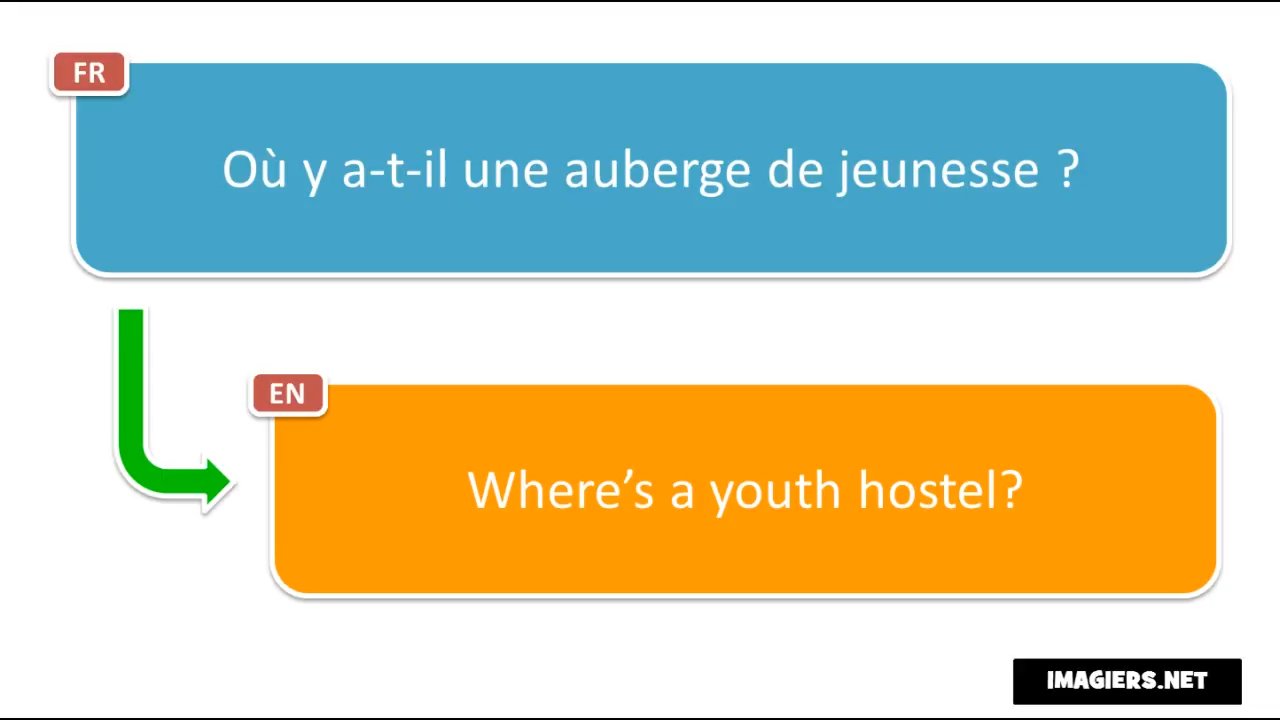 FR
Où y a-t-il une auberge de jeunesse ?
EN
Where’s a youth hostel?
IMAGIERS.NET